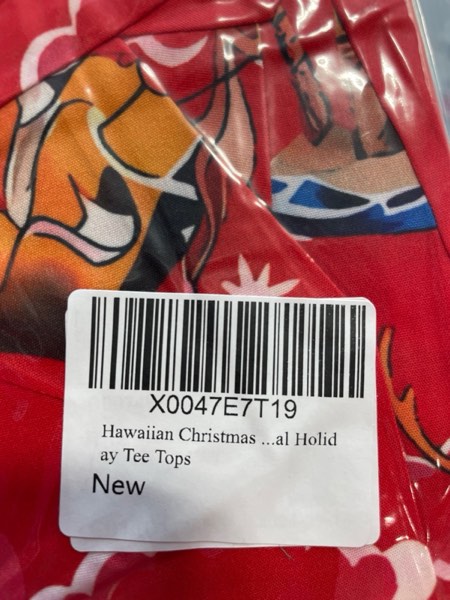 X0047E7T19
Hawaiian Christmas ...al Holid
ay Tee Tops
New